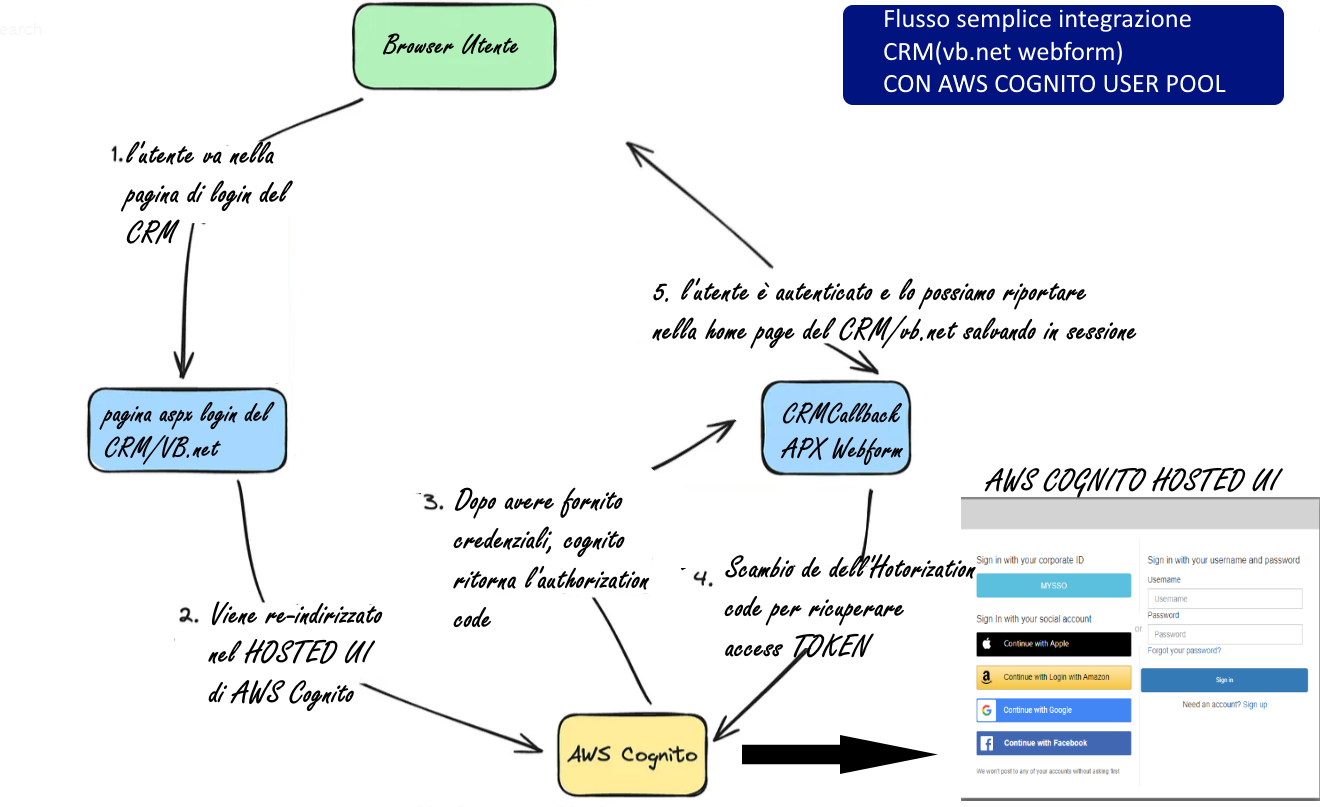 earch
Browser Utente
Flusso semplice integrazione
CRM(vb.net webform)
CON AWS COGNITO USER POOL
1. l'utente va nella
pagina di login del
CRM
5. l'utente è autenticato e lo possiamo riportare
nella home page del CRM/vb.net salvando in sessione
pagina aspx login del
CRM/VB.net
CRMCallback
APX Webform
3. Dopo avere fornito
credenziali, cognito
ritorna l'authorization
code
4. Scambio de dell'Hotorization
code per ricuperare
access TOKEN
2. Viene re-indirizzato
nel HOSTED UI
di AWS Cognito
AWS Cognito
AWS COGNITO HOSTED UI
Sign in with your corporate ID
MYSSO
Sign In with your social account
Continue with Apple
Continue with Login with Amazon
Continue with Google
Continue with Facebook
We won't post to any of your accounts without asking first
or
Sign in with your username and password
Username
Username
Password
Password
Forgot your password?
Sign in
Need an account? Sign up